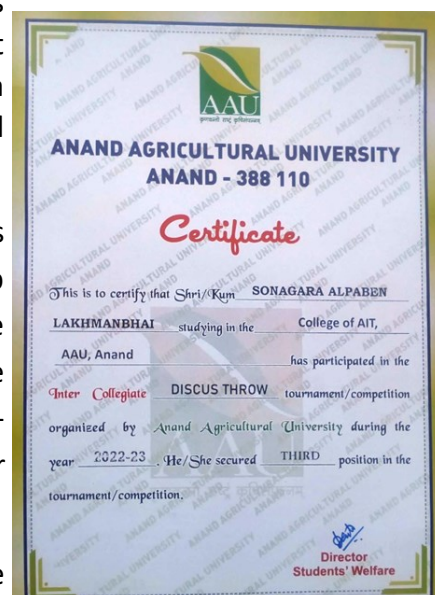 AAU
ANAND AGRICULTURAL UNIVERSITY
ANAND - 388 110
Certificate
This is to certify that Shri/Kum SONAGARA ALPABEN
LAKHMANBHAI studying in the College of AIT,
AAU, Anand has participated in the
Inter Collegiate DISCUS THROW tournament/competition
organized by Anand Agricultural University during the
year 2022-23. He/She secured THIRD position in the
tournament/competition.
Director
Students' Welfare